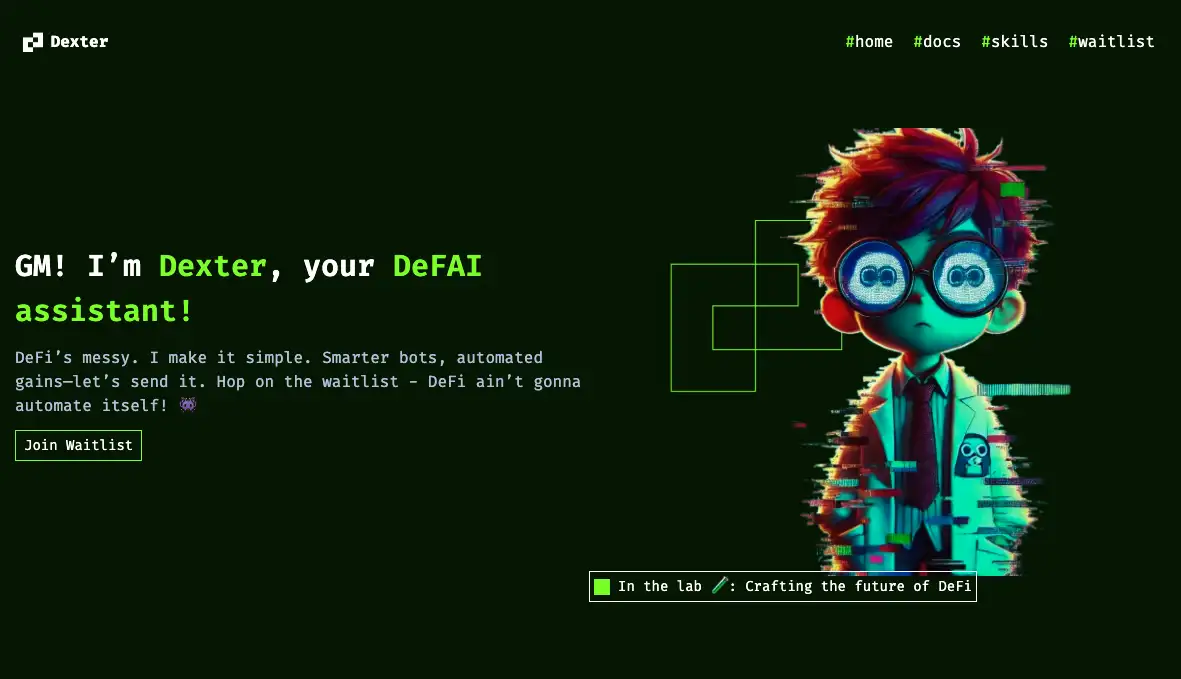 Dexter
#home #docs #skills #waitlist
GM! I’m Dexter, your DeFAI
assistant!
DeFi’s messy. I make it simple. Smarter bots, automated
gains—let’s send it. Hop on the waitlist - DeFi ain’t gonna
automate itself! 👾
Join Waitlist
In the lab 🧪: Crafting the future of DeFi